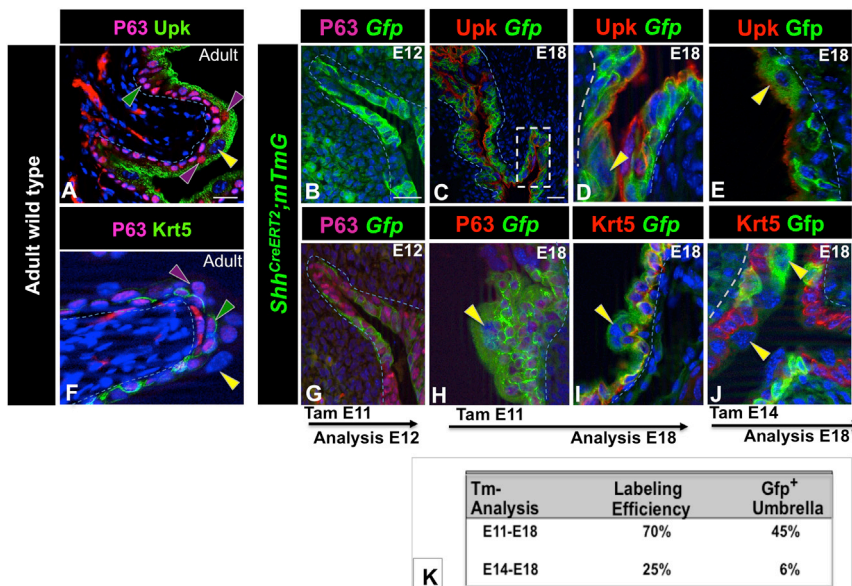 P63 Upk
P63 Gfp
Upk Gfp
Upk Gfp
Upk Gfp
Adult wild type
Adult
A
ShhCreERT2;mTmG
E12
B
E18
C
E18
D
E18
E
P63 Krt5
P63 Gfp
P63 Gfp
Krt5 Gfp
Krt5 Gfp
Adult
F
E12
G
E18
H
E18
I
E18
J
Tam E11
Analysis E12
Tam E11
Analysis E18
Tam E14
Analysis E18
K
Tm-
Analysis
Labeling
Efficiency
Gfp+
Umbrella
E11-E18 70% 45%
E14-E18 25% 6%